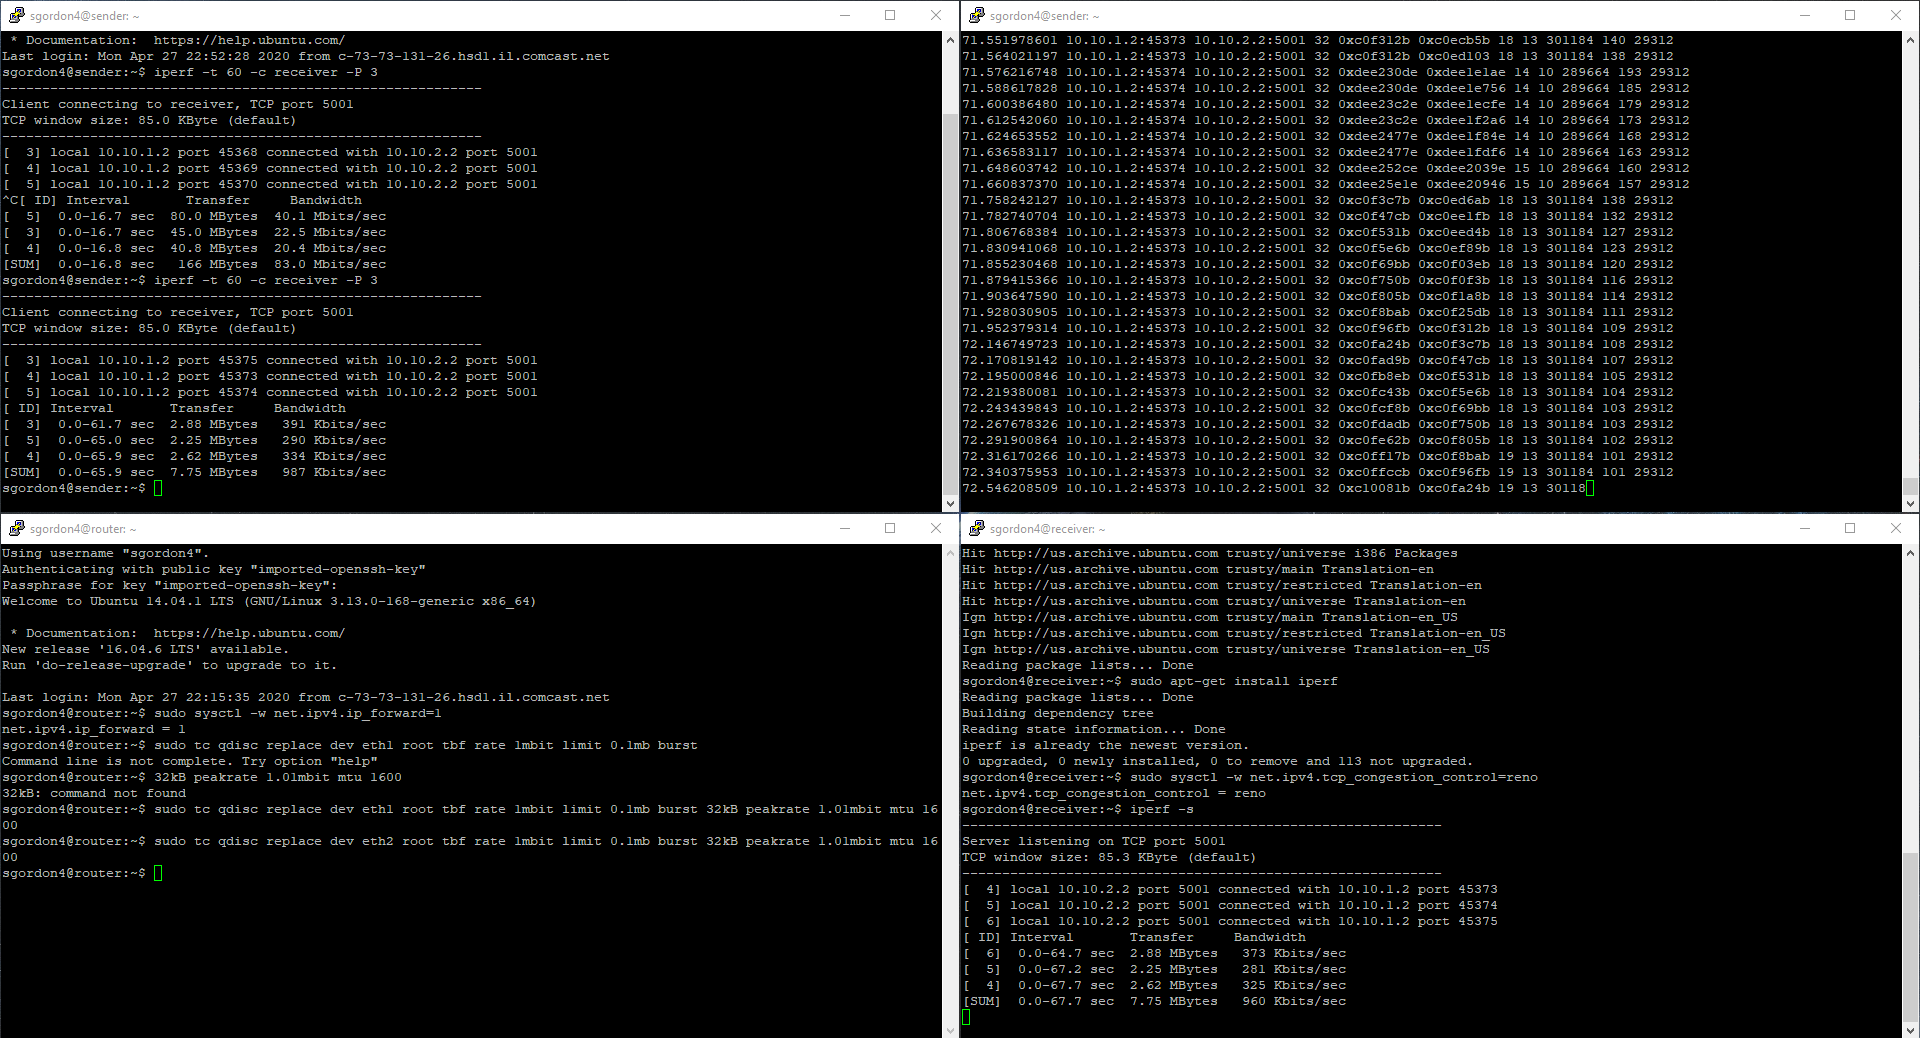 sgordon4@sender: ~
 * Documentation:  https://help.ubuntu.com/
Last login: Mon Apr 27 22:52:28 2020 from c-73-73-131-26.hsd1.il.comcast.net
sgordon4@sender:~$ iperf -t 60 -c receiver -P 3
------------------------------------------------------------
Client connecting to receiver, TCP port 5001
TCP window size: 85.0 KByte (default)
------------------------------------------------------------
[  3] local 10.10.1.2 port 45368 connected with 10.10.2.2 port 5001
[  4] local 10.10.1.2 port 45369 connected with 10.10.2.2 port 5001
[  5] local 10.10.1.2 port 45370 connected with 10.10.2.2 port 5001
^C[ ID] Interval       Transfer     Bandwidth
[  5]  0.0-16.7 sec  80.0 MBytes  40.1 Mbits/sec
[  3]  0.0-16.7 sec  45.0 MBytes  22.5 Mbits/sec
[  4]  0.0-16.8 sec  40.8 MBytes  20.4 Mbits/sec
[SUM]  0.0-16.8 sec   166 MBytes  83.0 Mbits/sec
sgordon4@sender:~$ iperf -t 60 -c receiver -P 3
------------------------------------------------------------
Client connecting to receiver, TCP port 5001
TCP window size: 85.0 KByte (default)
------------------------------------------------------------
[  3] local 10.10.1.2 port 45375 connected with 10.10.2.2 port 5001
[  4] local 10.10.1.2 port 45373 connected with 10.10.2.2 port 5001
[  5] local 10.10.1.2 port 45374 connected with 10.10.2.2 port 5001
[ ID] Interval       Transfer     Bandwidth
[  3]  0.0-61.7 sec  2.88 MBytes   391 Kbits/sec
[  5]  0.0-65.0 sec  2.25 MBytes   290 Kbits/sec
[  4]  0.0-65.9 sec  2.62 MBytes   334 Kbits/sec
[SUM]  0.0-65.9 sec  7.75 MBytes   987 Kbits/sec
sgordon4@sender:~$
sgordon4@sender: ~
71.551978601 10.10.1.2:45373 10.10.2.2:5001 32 0xc0f312b 0xc0ecb5b 18 13 301184 140 29312
71.564021197 10.10.1.2:45373 10.10.2.2:5001 32 0xc0f312b 0xc0ed103 18 13 301184 138 29312
71.576216748 10.10.1.2:45374 10.10.2.2:5001 32 0xdee230de 0xdee1e1ae 14 10 289664 193 29312
71.588617828 10.10.1.2:45374 10.10.2.2:5001 32 0xdee230de 0xdee1e756 14 10 289664 185 29312
71.600386480 10.10.1.2:45374 10.10.2.2:5001 32 0xdee23c2e 0xdee1ecfe 14 10 289664 179 29312
71.612542060 10.10.1.2:45374 10.10.2.2:5001 32 0xdee23c2e 0xdee1f2a6 14 10 289664 173 29312
71.624653552 10.10.1.2:45374 10.10.2.2:5001 32 0xdee2477e 0xdee1f84e 14 10 289664 168 29312
71.636583117 10.10.1.2:45374 10.10.2.2:5001 32 0xdee2477e 0xdee1fdf6 14 10 289664 163 29312
71.648603742 10.10.1.2:45374 10.10.2.2:5001 32 0xdee252ce 0xdee2039e 15 10 289664 160 29312
71.660837370 10.10.1.2:45374 10.10.2.2:5001 32 0xdee25e1e 0xdee20946 15 10 289664 157 29312
71.758242127 10.10.1.2:45373 10.10.2.2:5001 32 0xc0f3c7b 0xc0ed6ab 18 13 301184 138 29312
71.782740704 10.10.1.2:45373 10.10.2.2:5001 32 0xc0f47cb 0xc0ee1fb 18 13 301184 132 29312
71.806768384 10.10.1.2:45373 10.10.2.2:5001 32 0xc0f531b 0xc0eed4b 18 13 301184 127 29312
71.830941068 10.10.1.2:45373 10.10.2.2:5001 32 0xc0f5e6b 0xc0ef89b 18 13 301184 123 29312
71.855230468 10.10.1.2:45373 10.10.2.2:5001 32 0xc0f69bb 0xc0f03eb 18 13 301184 120 29312
71.879415366 10.10.1.2:45373 10.10.2.2:5001 32 0xc0f750b 0xc0f0f3b 18 13 301184 116 29312
71.903647590 10.10.1.2:45373 10.10.2.2:5001 32 0xc0f805b 0xc0f1a8b 18 13 301184 114 29312
71.928030905 10.10.1.2:45373 10.10.2.2:5001 32 0xc0f8bab 0xc0f25db 18 13 301184 111 29312
71.952379314 10.10.1.2:45373 10.10.2.2:5001 32 0xc0f96fb 0xc0f312b 18 13 301184 109 29312
72.146749723 10.10.1.2:45373 10.10.2.2:5001 32 0xc0fa24b 0xc0f3c7b 18 13 301184 108 29312
72.170819142 10.10.1.2:45373 10.10.2.2:5001 32 0xc0fad9b 0xc0f47cb 18 13 301184 107 29312
72.195000846 10.10.1.2:45373 10.10.2.2:5001 32 0xc0fb8eb 0xc0f531b 18 13 301184 105 29312
72.219380081 10.10.1.2:45373 10.10.2.2:5001 32 0xc0fc43b 0xc0f5e6b 18 13 301184 104 29312
72.243439843 10.10.1.2:45373 10.10.2.2:5001 32 0xc0fcf8b 0xc0f69bb 18 13 301184 103 29312
72.267678326 10.10.1.2:45373 10.10.2.2:5001 32 0xc0fdadb 0xc0f750b 18 13 301184 103 29312
72.291900864 10.10.1.2:45373 10.10.2.2:5001 32 0xc0fe62b 0xc0f805b 18 13 301184 102 29312
72.316170266 10.10.1.2:45373 10.10.2.2:5001 32 0xc0ff17b 0xc0f8bab 19 13 301184 101 29312
72.340375953 10.10.1.2:45373 10.10.2.2:5001 32 0xc0ffccb 0xc0f96fb 19 13 301184 101 29312
72.546208509 10.10.1.2:45373 10.10.2.2:5001 32 0xc10081b 0xc0fa24b 19 13 30118
sgordon4@router: ~
Using username "sgordon4".
Authenticating with public key "imported-openssh-key"
Passphrase for key "imported-openssh-key":
Welcome to Ubuntu 14.04.1 LTS (GNU/Linux 3.13.0-168-generic x86_64)
 * Documentation:  https://help.ubuntu.com/
New release '16.04.6 LTS' available.
Run 'do-release-upgrade' to upgrade to it.
Last login: Mon Apr 27 22:15:35 2020 from c-73-73-131-26.hsd1.il.comcast.net
sgordon4@router:~$ sudo sysctl -w net.ipv4.ip_forward=1
net.ipv4.ip_forward = 1
sgordon4@router:~$ sudo tc qdisc replace dev eth1 root tbf rate 1mbit limit 0.1mb burst
Command line is not complete. Try option "help"
sgordon4@router:~$ 32kB peakrate 1.01mbit mtu 1600
32kB: command not found
sgordon4@router:~$ sudo tc qdisc replace dev eth1 root tbf rate 1mbit limit 0.1mb burst 32kB peakrate 1.01mbit mtu 16
00
sgordon4@router:~$ sudo tc qdisc replace dev eth2 root tbf rate 1mbit limit 0.1mb burst 32kB peakrate 1.01mbit mtu 16
00
sgordon4@router:~$
sgordon4@receiver: ~
Hit http://us.archive.ubuntu.com trusty/universe i386 Packages
Hit http://us.archive.ubuntu.com trusty/main Translation-en
Hit http://us.archive.ubuntu.com trusty/restricted Translation-en
Hit http://us.archive.ubuntu.com trusty/universe Translation-en
Ign http://us.archive.ubuntu.com trusty/main Translation-en_US
Ign http://us.archive.ubuntu.com trusty/restricted Translation-en_US
Ign http://us.archive.ubuntu.com trusty/universe Translation-en_US
Reading package lists... Done
sgordon4@receiver:~$ sudo apt-get install iperf
Reading package lists... Done
Building dependency tree
Reading state information... Done
iperf is already the newest version.
0 upgraded, 0 newly installed, 0 to remove and 113 not upgraded.
sgordon4@receiver:~$ sudo sysctl -w net.ipv4.tcp_congestion_control=reno
net.ipv4.tcp_congestion_control = reno
sgordon4@receiver:~$ iperf -s
------------------------------------------------------------
Server listening on TCP port 5001
TCP window size: 85.3 KByte (default)
------------------------------------------------------------
[  4] local 10.10.2.2 port 5001 connected with 10.10.1.2 port 45373
[  5] local 10.10.2.2 port 5001 connected with 10.10.1.2 port 45374
[  6] local 10.10.2.2 port 5001 connected with 10.10.1.2 port 45375
[ ID] Interval       Transfer     Bandwidth
[  6]  0.0-64.7 sec  2.88 MBytes   373 Kbits/sec
[  5]  0.0-67.2 sec  2.25 MBytes   281 Kbits/sec
[  4]  0.0-67.7 sec  2.62 MBytes   325 Kbits/sec
[SUM]  0.0-67.7 sec  7.75 MBytes   960 Kbits/sec